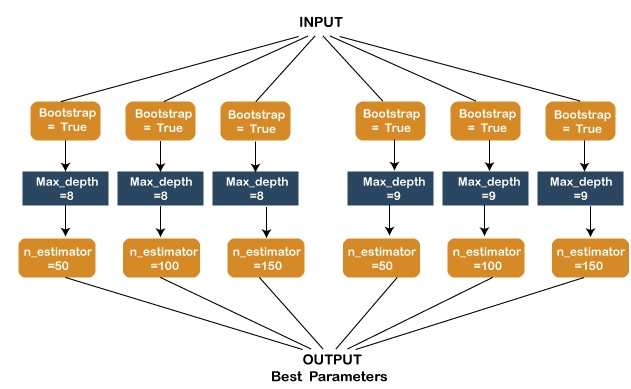 INPUT
Bootstrap
= True
Bootstrap
= True
Bootstrap
= True
Bootstrap
= True
Bootstrap
= True
Bootstrap
= True
Max_depth
=8
Max_depth
=8
Max_depth
=8
Max_depth
=9
Max_depth
=9
Max_depth
=9
n_estimator
=50
n_estimator
=100
n_estimator
=150
n_estimator
=50
n_estimator
=100
n_estimator
=150
OUTPUT
Best Parameters